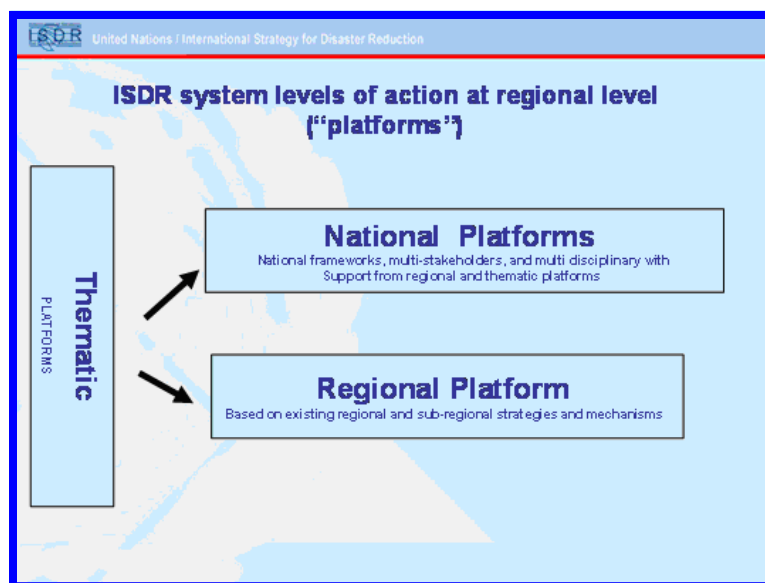 ISDR United Nations / International Strategy for Disaster Reduction
ISDR system levels of action at regional level
(“platforms”)
Thematic
PLATFORMS
National Platforms
National frameworks, multi-stakeholders, and multi disciplinary with
Support from regional and thematic platforms
Regional Platform
Based on existing regional and sub-regional strategies and mechanisms